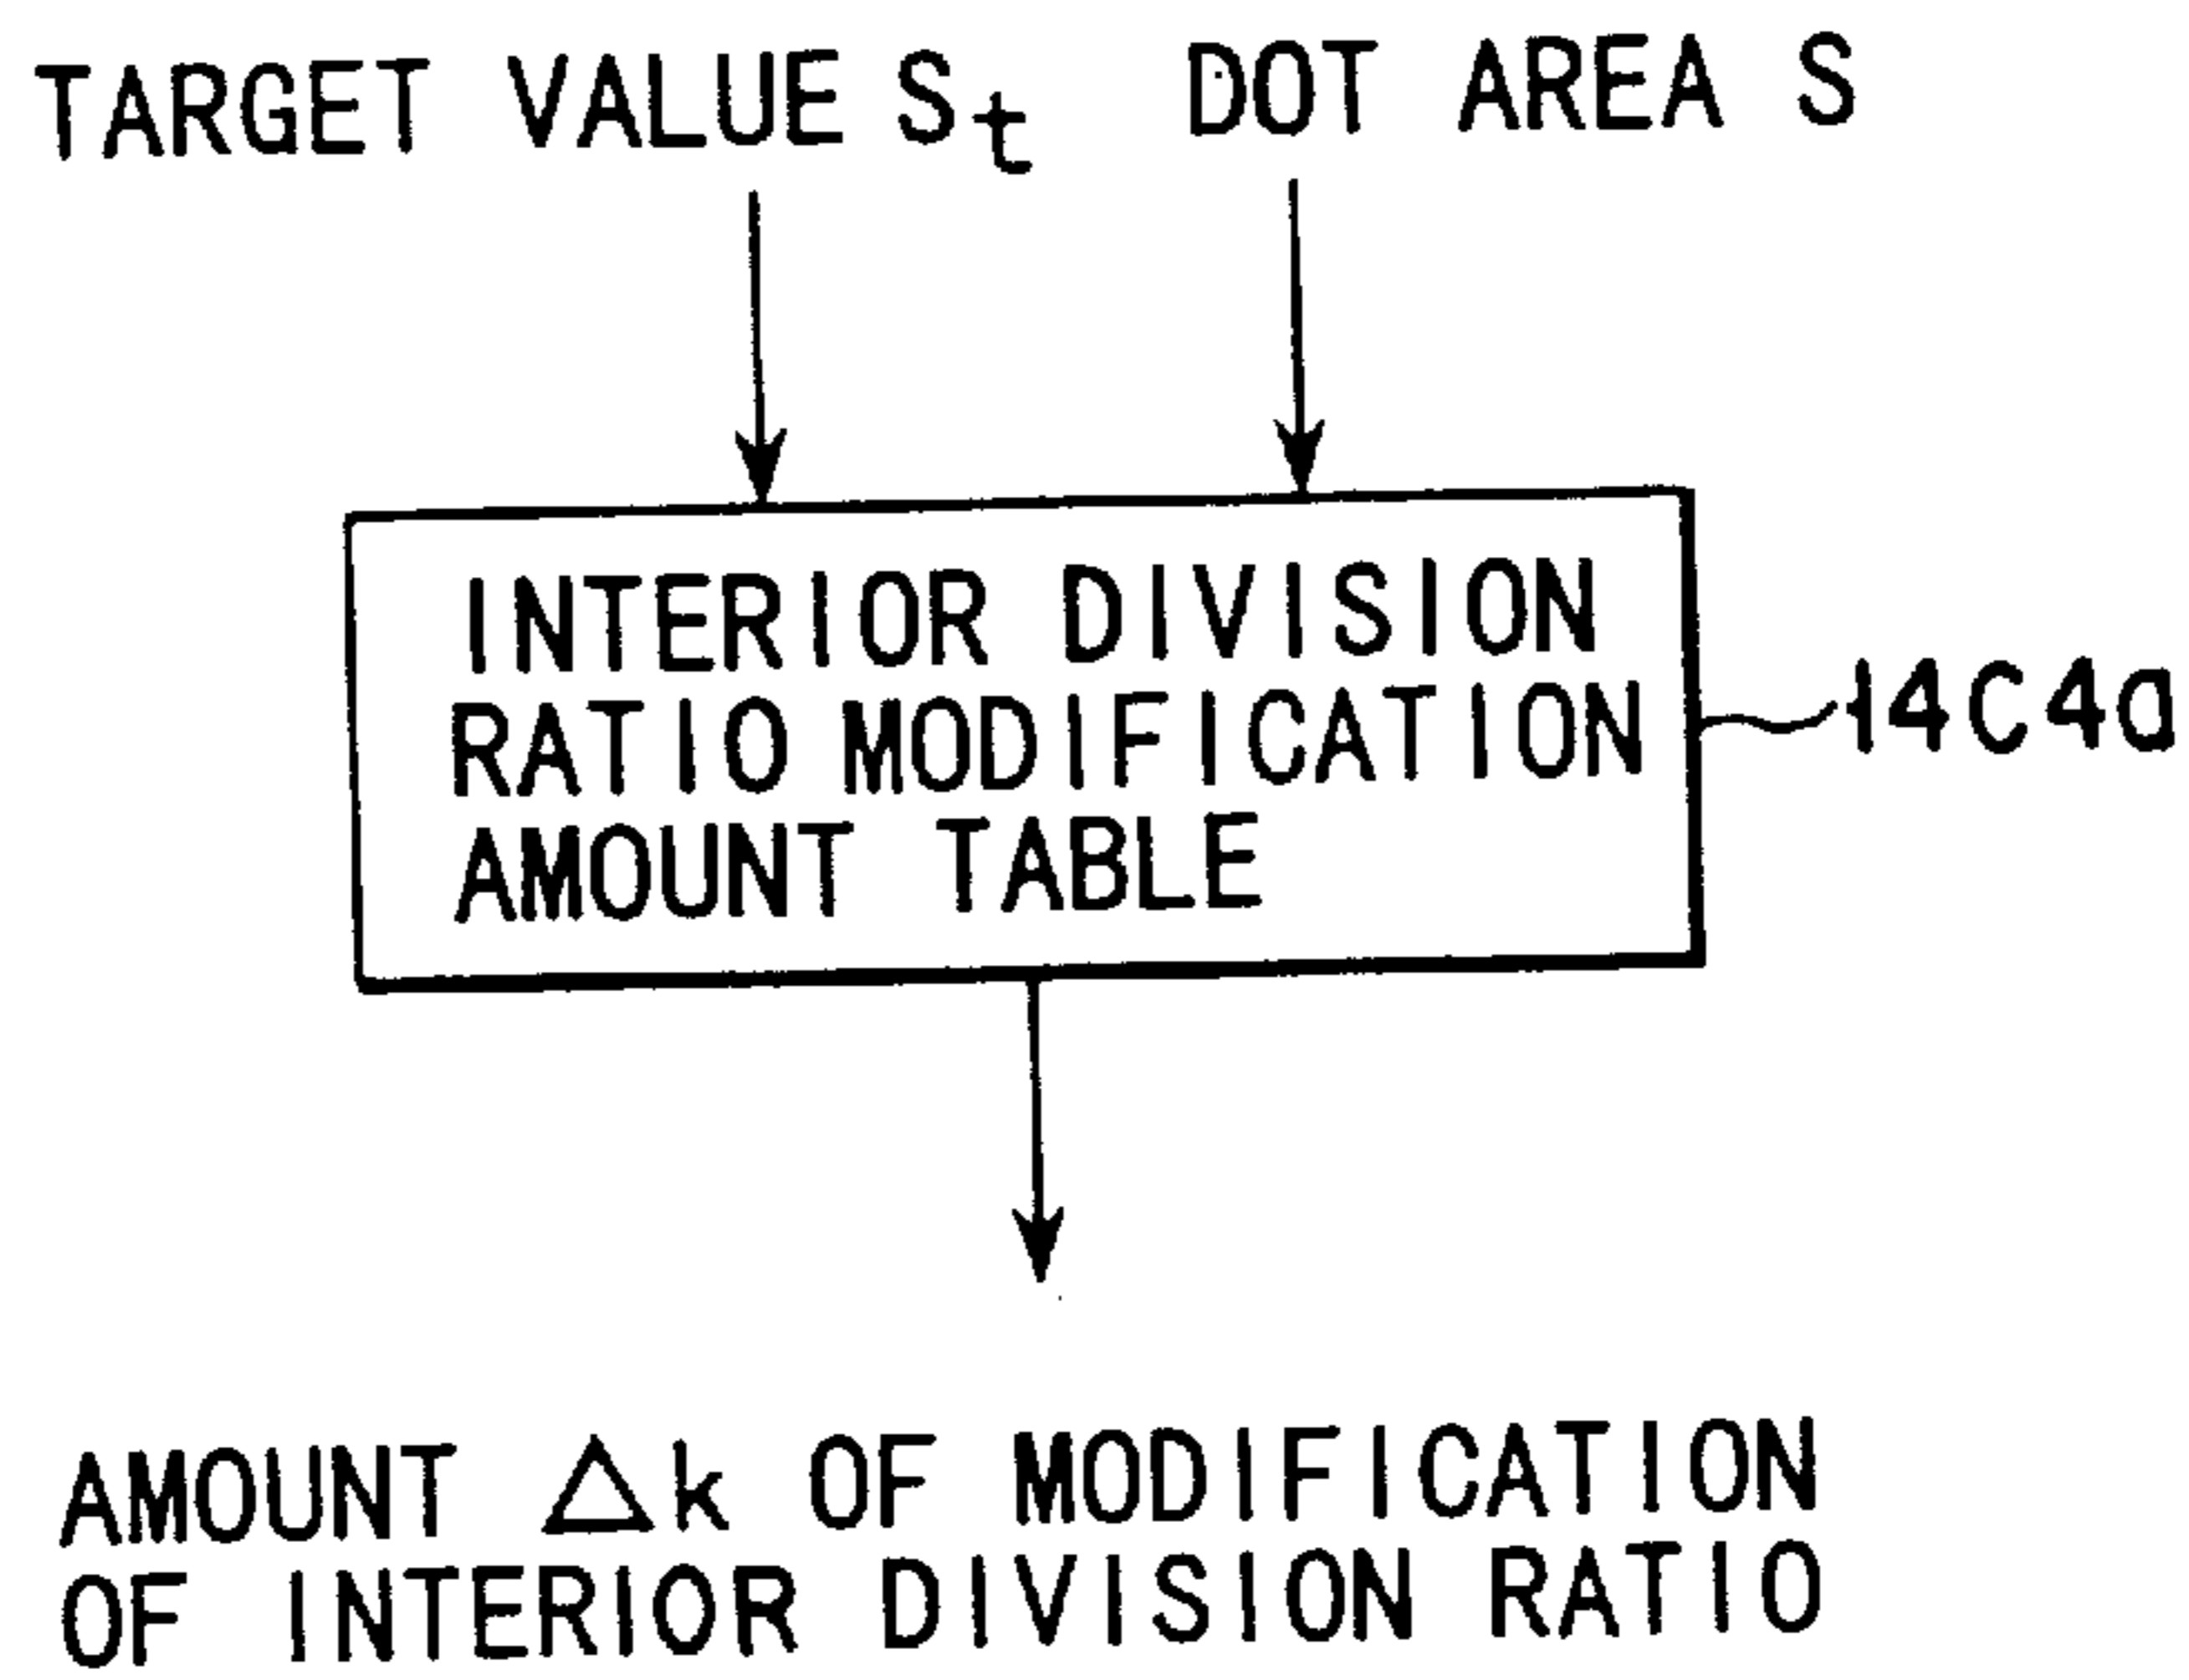 TARGET VALUE St DOT AREA S
INTERIOR DIVISION
RATIO MODIFICATION
AMOUNT TABLE
14C4a
AMOUNT Δk OF MODIFICATION
OF INTERIOR DIVISION RATIO